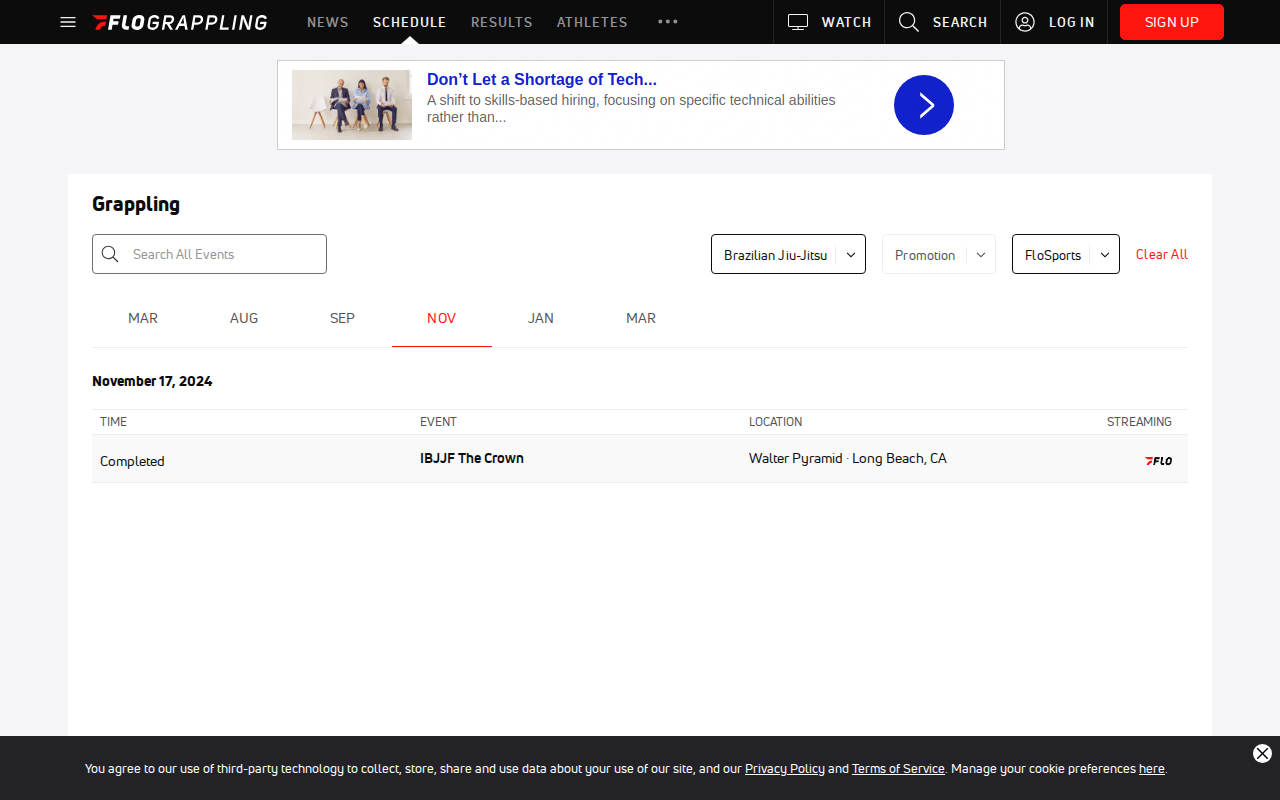 FLOGRAPPLING NEWS SCHEDULE RESULTS ATHLETES WATCH SEARCH LOG IN SIGN UP
Don’t Let a Shortage of Tech...
A shift to skills-based hiring, focusing on specific technical abilities
rather than...
Grappling
Search All Events Brazilian Jiu-Jitsu Promotion FloSports Clear All
MAR AUG SEP NOV JAN MAR
November 17, 2024
TIME EVENT LOCATION STREAMING
Completed IBJJF The Crown Walter Pyramid · Long Beach, CA FLO
You agree to our use of third-party technology to collect, store, share and use data about your use of our site, and our Privacy Policy and Terms of Service. Manage your cookie preferences here.